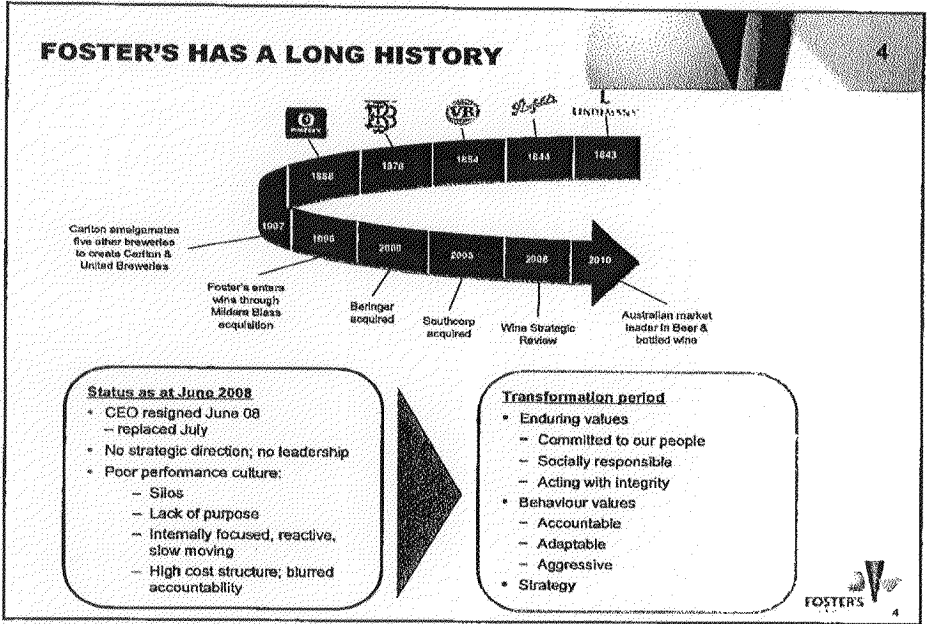 FOSTER'S HAS A LONG HISTORY
4
VB
LINDEMANS
1888
1854
1844
1843
1907
2000
2005
2008
2010
Carlton amalgamates
five other breweries
to create Carlton &
United Breweries
Foster's enters
wine through
Mildara Blass
acquisition
Beringer
acquired
Southcorp
acquired
Wine Strategic
Review
Australian market
leader in Beer &
bottled wine
Status as at June 2008
• CEO resigned June 08
– replaced July
• No strategic direction; no leadership
• Poor performance culture:
– Silos
– Lack of purpose
– Internally focused, reactive,
slow moving
– High cost structure; blurred
accountability
Transformation period
• Enduring values
– Committed to our people
– Socially responsible
– Acting with integrity
• Behaviour values
– Accountable
– Adaptable
– Aggressive
• Strategy
FOSTER'S
4